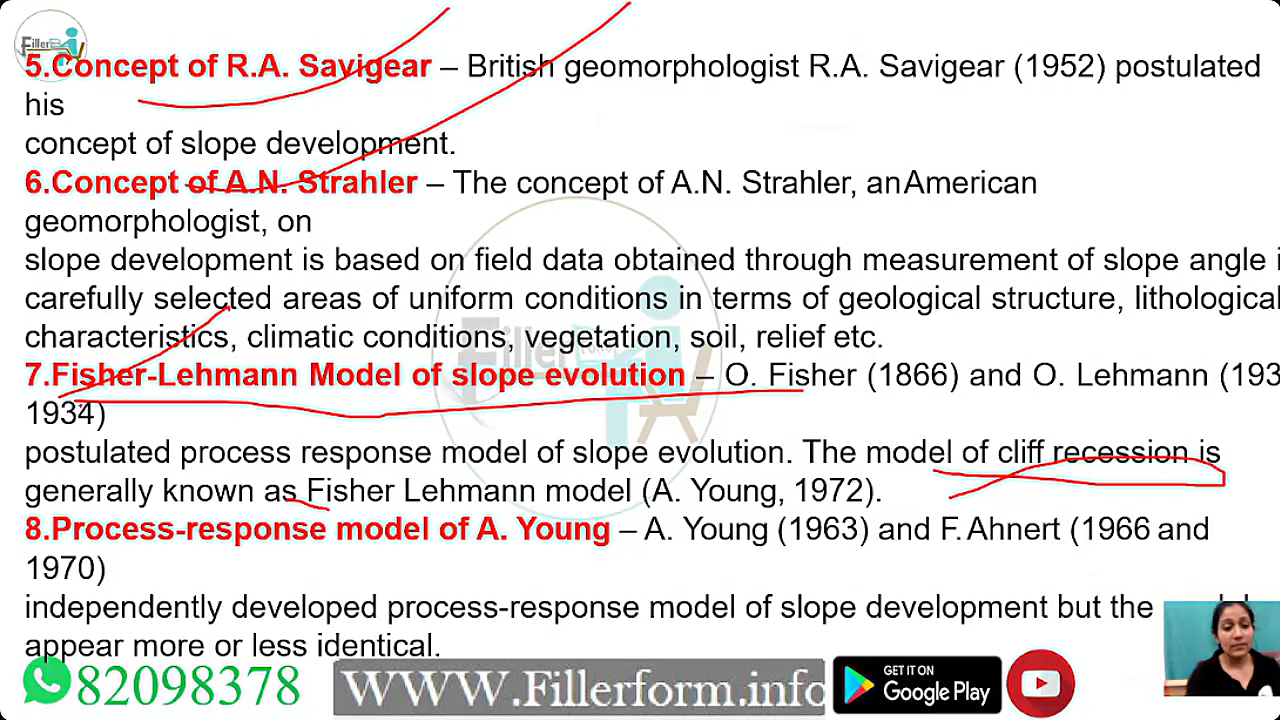 Filler
5.Concept of R.A. Savigear – British geomorphologist R.A. Savigear (1952) postulated
his
concept of slope development.
6.Concept of A.N. Strahler – The concept of A.N. Strahler, an American
geomorphologist, on
slope development is based on field data obtained through measurement of slope angle i
carefully selected areas of uniform conditions in terms of geological structure, lithological
characteristics, climatic conditions, vegetation, soil, relief etc.
7.Fisher-Lehmann Model of slope evolution – O. Fisher (1866) and O. Lehmann (193
1934)
postulated process response model of slope evolution. The model of cliff recession is
generally known as Fisher Lehmann model (A. Young, 1972).
8.Process-response model of A. Young – A. Young (1963) and F. Ahnert (1966 and
1970)
independently developed process-response model of slope development but the
appear more or less identical.
82098378
WWW.Fillerform.info
GET IT ON
Google Play